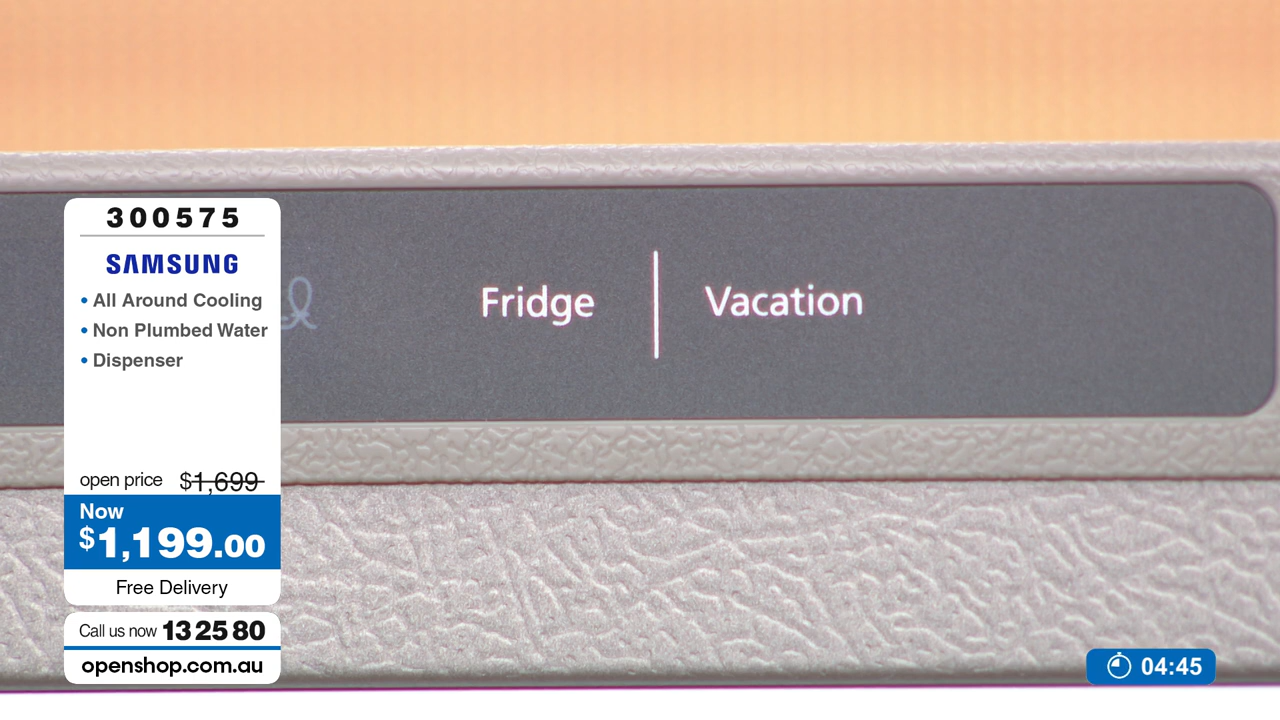 300575
SAMSUNG
• All Around Cooling
• Non Plumbed Water
• Dispenser
open price $1,699
Now
$1,199.00
Free Delivery
Call us now 13 25 80
openshop.com.au
Fridge | Vacation
04:45